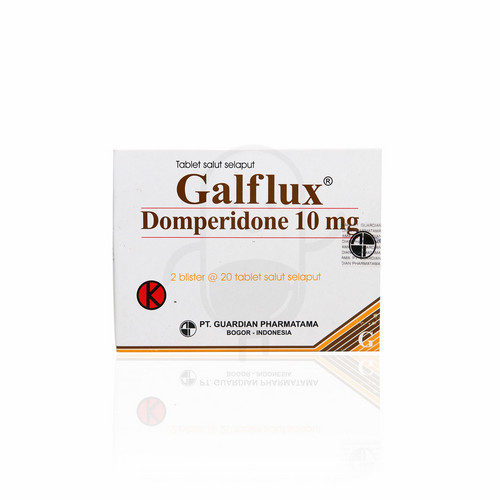 Tablet salut selaput
Galflux®
Domperidone 10 mg
2 blister @ 20 tablet salut selaput
K
PT. GUARDIAN PHARMATAMA
BOGOR - INDONESIA
G